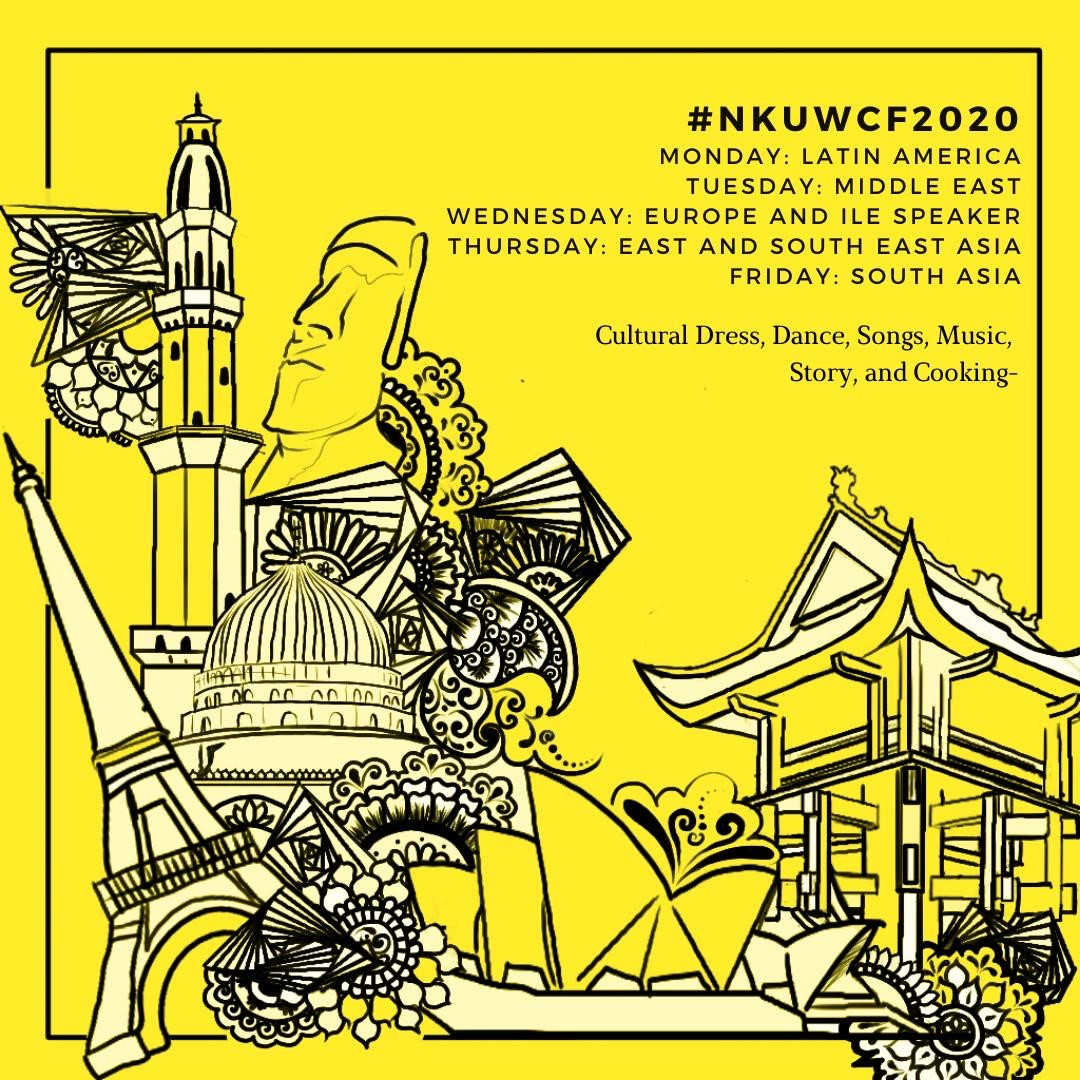 #NKUWCF2020
MONDAY: LATIN AMERICA
TUESDAY: MIDDLE EAST
WEDNESDAY: EUROPE AND ILE SPEAKER
THURSDAY: EAST AND SOUTH EAST ASIA
FRIDAY: SOUTH ASIA
Cultural Dress, Dance, Songs, Music,
Story, and Cooking-